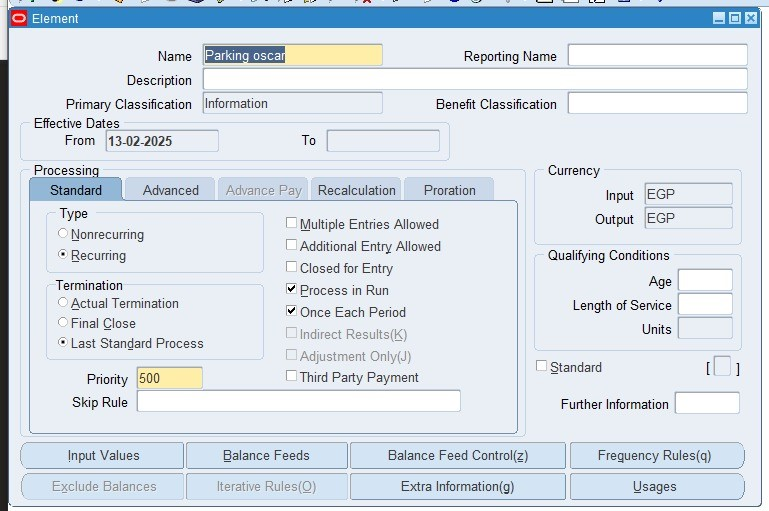 Element
Name Parking oscar Reporting Name
Description
Primary Classification Information Benefit Classification
Effective Dates
From 13-02-2025 To
Processing
Standard Advanced Advance Pay Recalculation Proration
Type
Nonrecurring
Recurring
Termination
Actual Termination
Final Close
Last Standard Process
Multiple Entries Allowed
Additional Entry Allowed
Closed for Entry
Process in Run
Once Each Period
Indirect Results(K)
Adjustment Only(J)
Third Party Payment
Priority 500
Skip Rule
Currency
Input EGP
Output EGP
Qualifying Conditions
Age
Length of Service
Units
Standard [ ]
Further Information
Input Values Balance Feeds Balance Feed Control(z) Frequency Rules(q)
Exclude Balances Iterative Rules(O) Extra Information(g) Usages